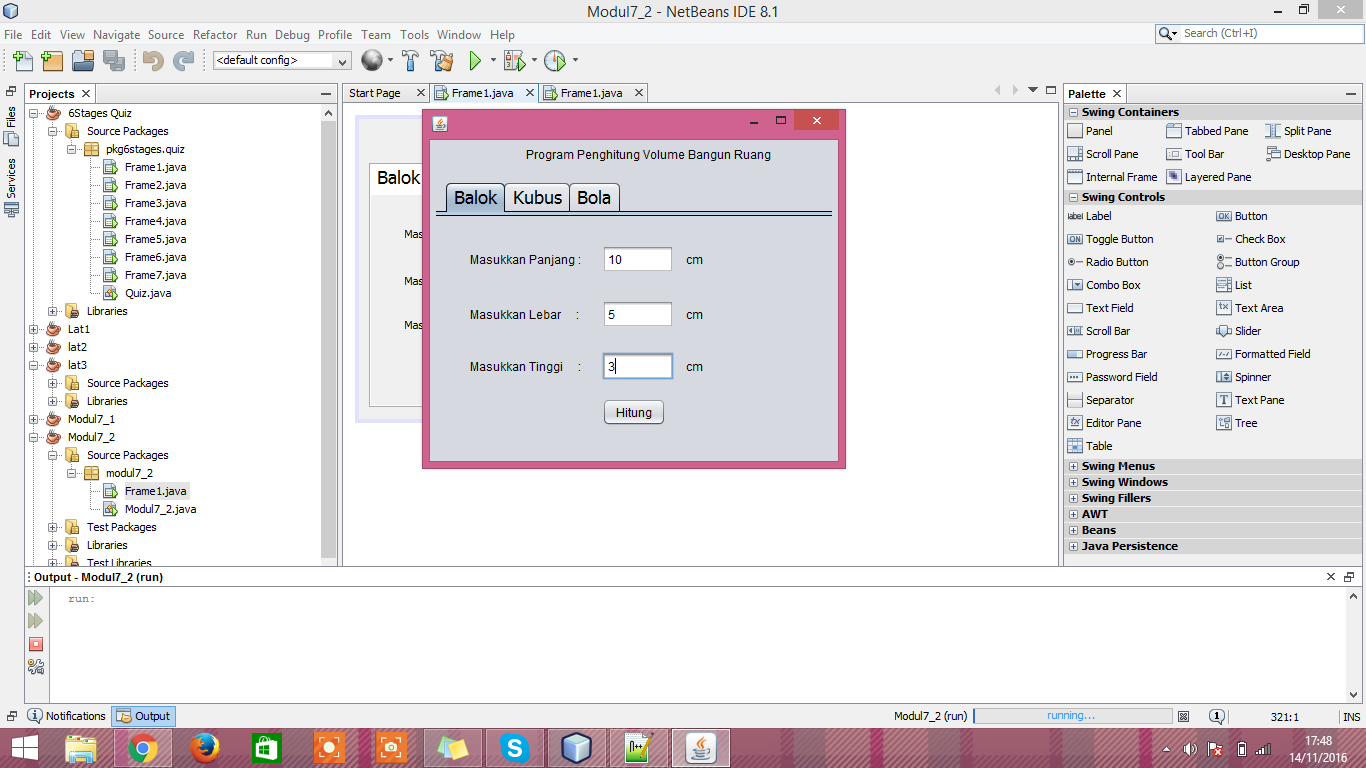 Modul7_2 - NetBeans IDE 8.1
File Edit View Navigate Source Refactor Run Debug Profile Team Tools Window Help
Search (Ctrl+I)
<default config>
Projects
Start Page
Frame1.java
Frame1.java
Palette
Files
Services
6Stages Quiz
Source Packages
pkg6stages.quiz
Frame1.java
Frame2.java
Frame3.java
Frame4.java
Frame5.java
Frame6.java
Frame7.java
Quiz.java
Libraries
Lat1
lat2
lat3
Source Packages
Libraries
Modul7_1
Modul7_2
Source Packages
modul7_2
Frame1.java
Modul7_2.java
Test Packages
Libraries
Test Libraries
Balok
Mas
Mas
Mas
Program Penghitung Volume Bangun Ruang
Balok Kubus Bola
Masukkan Panjang : 10 cm
Masukkan Lebar : 5 cm
Masukkan Tinggi : 3 cm
Hitung
Swing Containers
Panel Tabbed Pane Split Pane
Scroll Pane Tool Bar Desktop Pane
Internal Frame Layered Pane
Swing Controls
Label Button
Toggle Button Check Box
Radio Button Button Group
Combo Box List
Text Field Text Area
Scroll Bar Slider
Progress Bar Formatted Field
Password Field Spinner
Separator Text Pane
Editor Pane Tree
Table
Swing Menus
Swing Windows
Swing Fillers
AWT
Beans
Java Persistence
Output - Modul7_2 (run)
run:
Notifications Output
Modul7_2 (run) running... 1 321:1 INS
17:48
14/11/2016